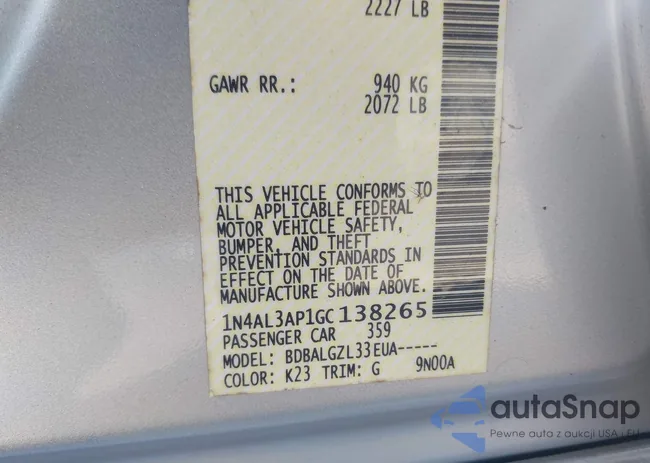 2227 LB
GAWR RR.: 940 KG
2072 LB
THIS VEHICLE CONFORMS TO
ALL APPLICABLE FEDERAL
MOTOR VEHICLE SAFETY,
BUMPER, AND THEFT
PREVENTION STANDARDS IN
EFFECT ON THE DATE OF
MANUFACTURE SHOWN ABOVE.
1N4AL3AP1GC138265
PASSENGER CAR 359
MODEL: BDBALGZL33EUA-----
COLOR: K23 TRIM: G 9N00A
autaSnap
Pewne auta z aukcji USA i EU